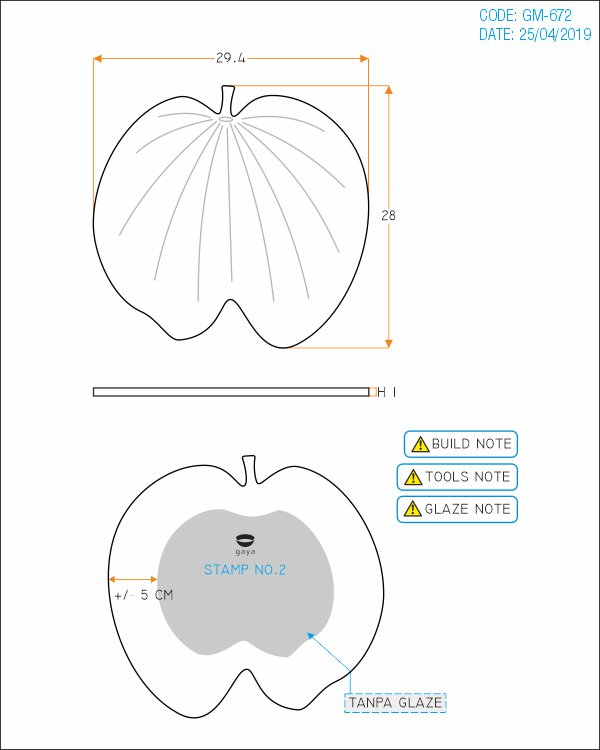 CODE: GM-672
DATE: 25/04/2019
29.4
28
H 1
BUILD NOTE
TOOLS NOTE
GLAZE NOTE
gaya
STAMP NO.2
+/- 5 CM
TANPA GLAZE